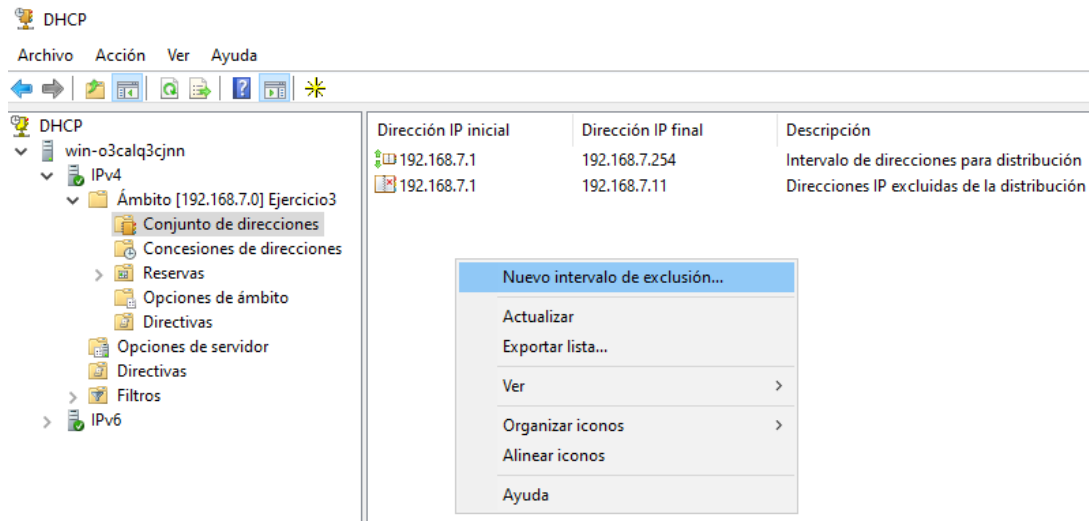 DHCP
Archivo Acción Ver Ayuda
DHCP
win-o3calq3cjnn
IPv4
Ámbito [192.168.7.0] Ejercicio3
Conjunto de direcciones
Concesiones de direcciones
Reservas
Opciones de ámbito
Directivas
Opciones de servidor
Directivas
Filtros
IPv6
Dirección IP inicial Dirección IP final Descripción
192.168.7.1 192.168.7.254 Intervalo de direcciones para distribución
192.168.7.1 192.168.7.11 Direcciones IP excluidas de la distribución
Nuevo intervalo de exclusión...
Actualizar
Exportar lista...
Ver
Organizar iconos
Alinear iconos
Ayuda